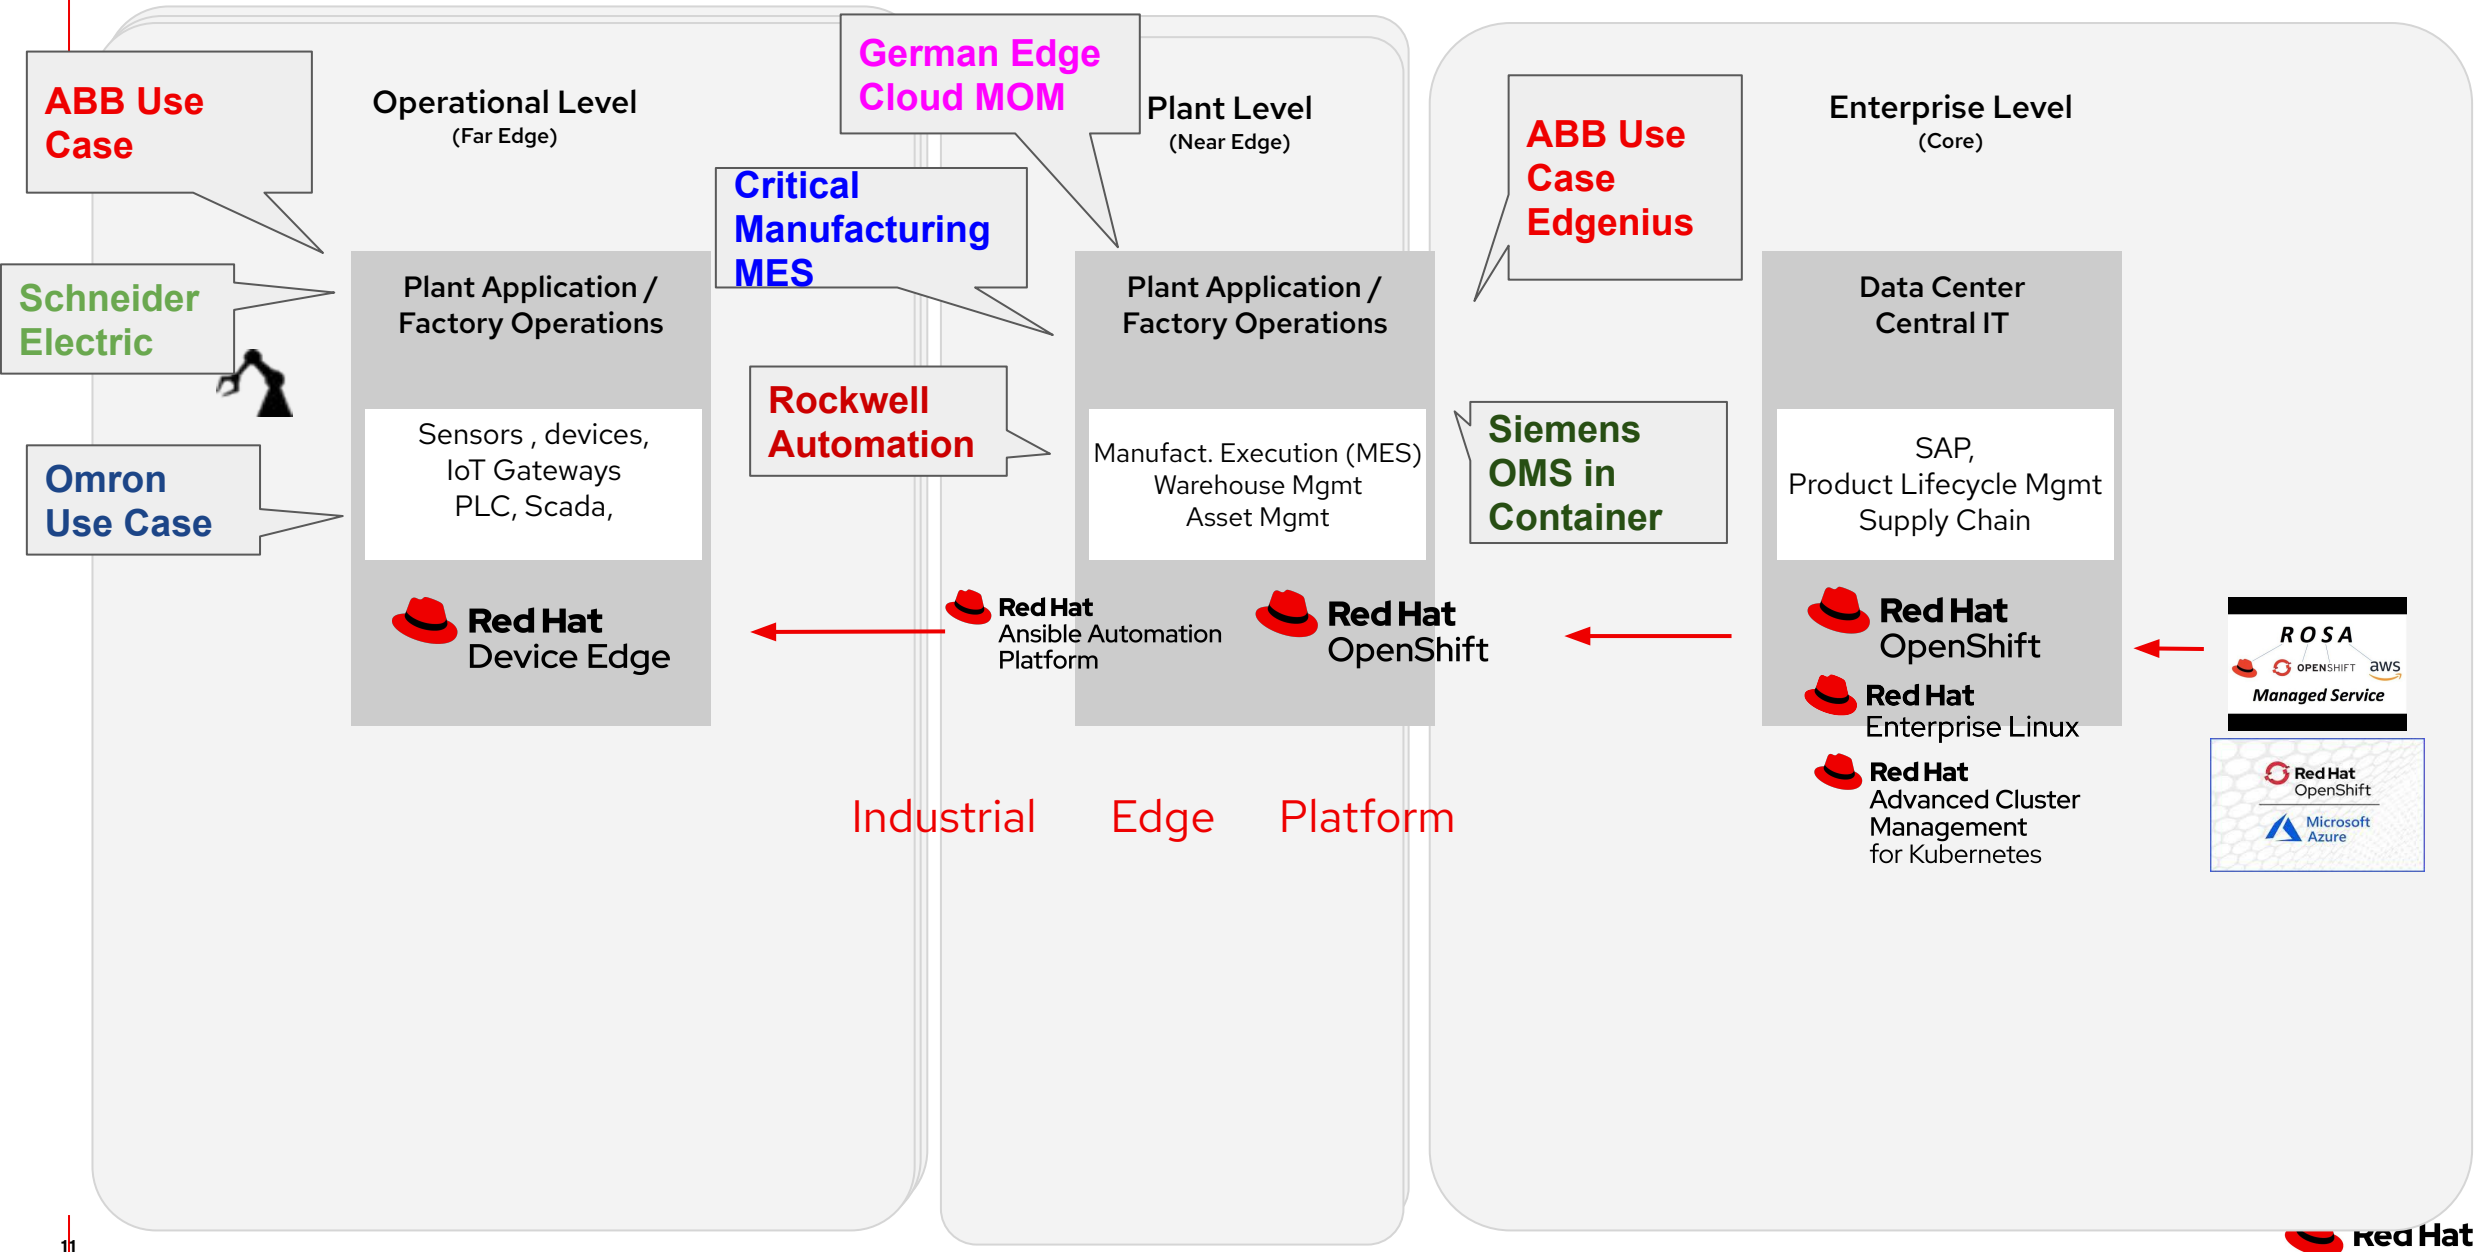 ABB Use
Case
Operational Level
(Far Edge)
German Edge
Cloud MOM
Plant Level
(Near Edge)
ABB Use
Case
Edgenius
Enterprise Level
(Core)
Critical
Manufacturing
MES
Schneider
Electric
Plant Application /
Factory Operations
Plant Application /
Factory Operations
Data Center
Central IT
Rockwell
Automation
Siemens
OMS in
Container
Omron
Use Case
Sensors , devices,
IoT Gateways
PLC, Scada,
Manufact. Execution (MES)
Warehouse Mgmt
Asset Mgmt
SAP,
Product Lifecycle Mgmt
Supply Chain
Red Hat
Device Edge
Red Hat
Ansible Automation
Platform
Red Hat
OpenShift
Red Hat
OpenShift
Red Hat
Enterprise Linux
Red Hat
Advanced Cluster
Management
for Kubernetes
ROSA
OPENSHIFT
aws
Managed Service
Red Hat
OpenShift
Microsoft
Azure
Industrial Edge Platform
11
Red Hat